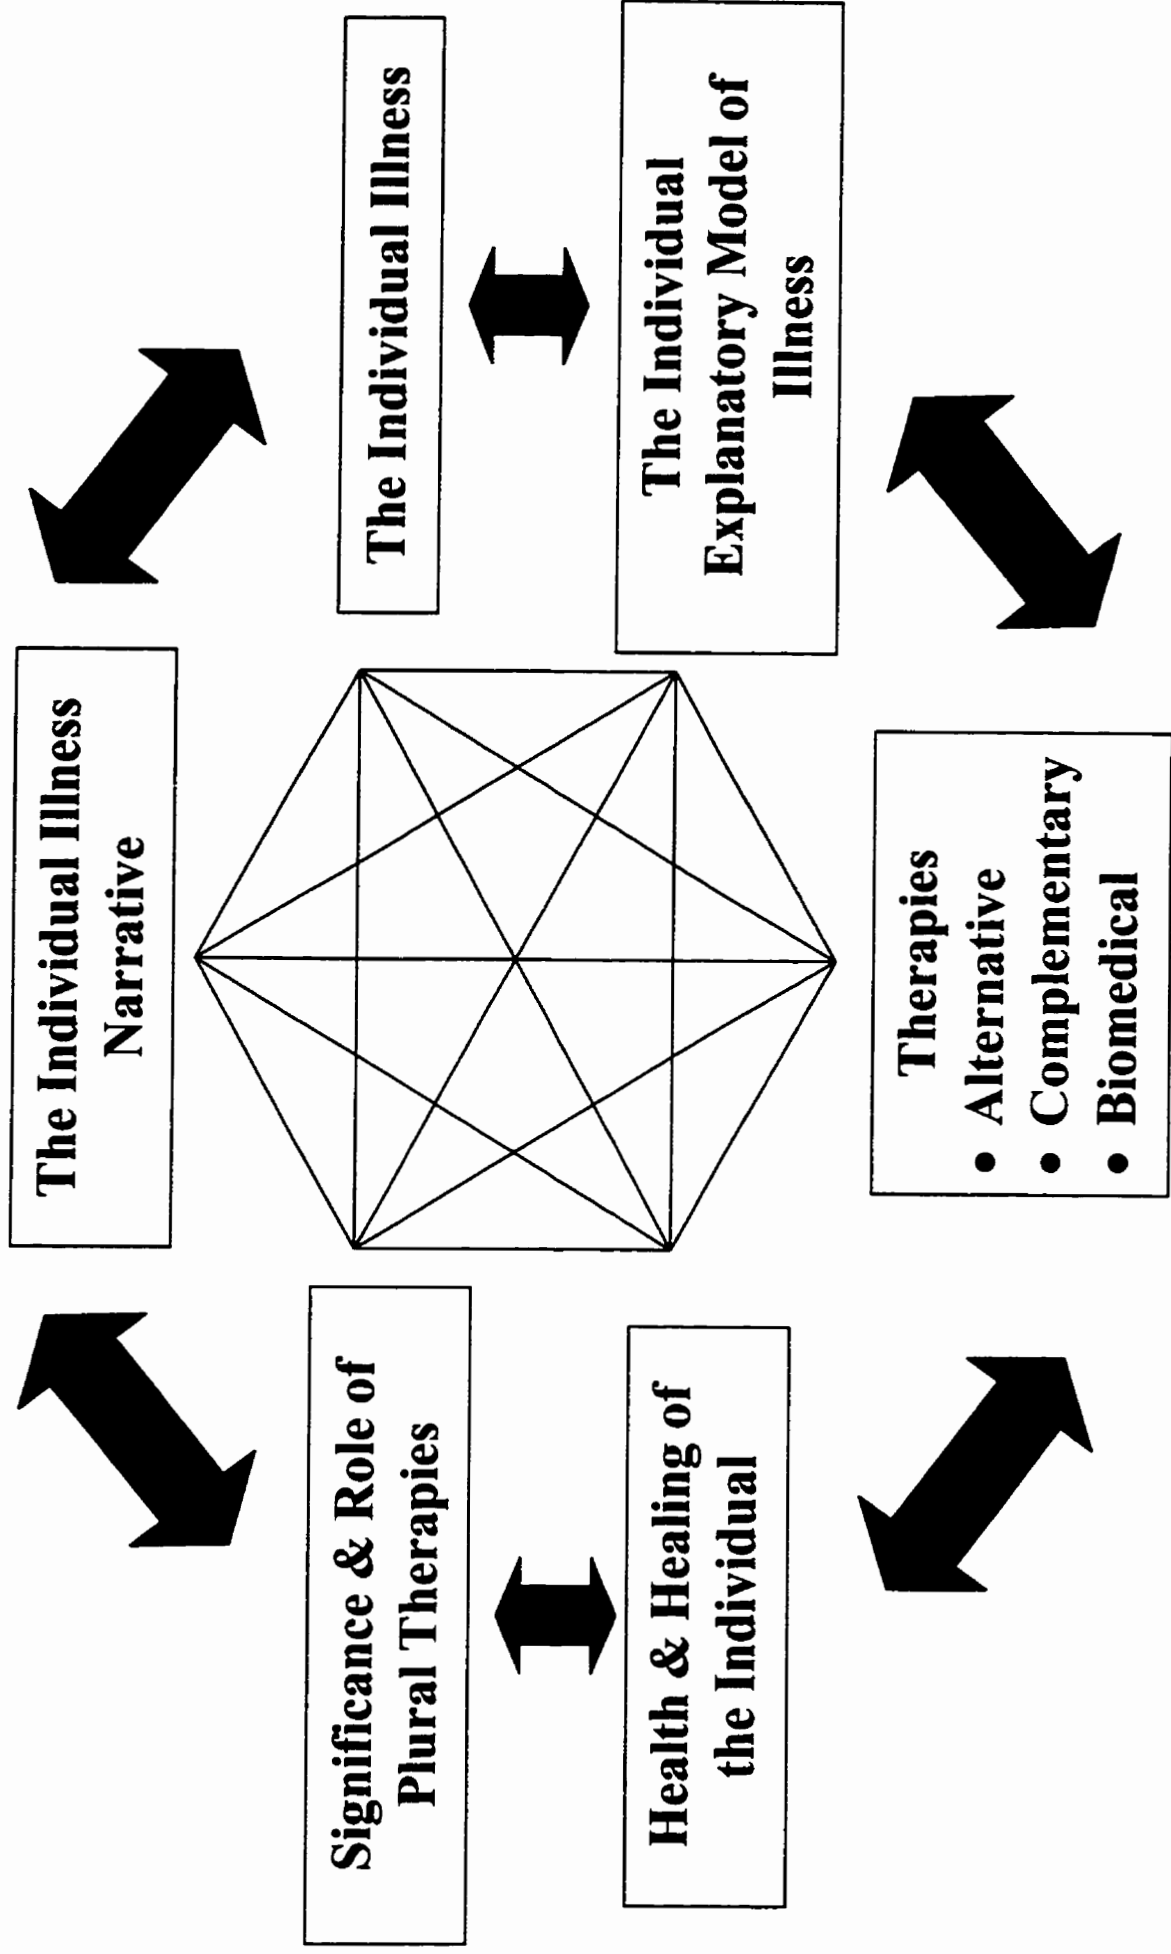 The Individual Illness
Narrative
The Individual Illness
The Individual
Explanatory Model of
Illness
Therapies
• Alternative
• Complementary
• Biomedical
Health & Healing of
the Individual
Significance & Role of
Plural Therapies